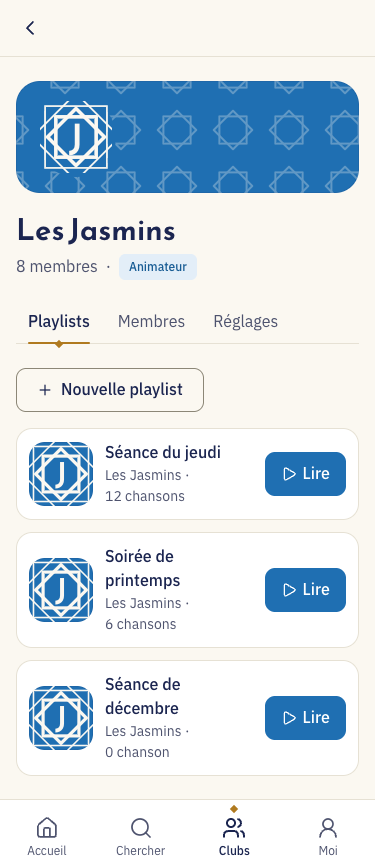 J
Les Jasmins
8 membres · Animateur
Playlists Membres Réglages
+ Nouvelle playlist
J
Séance du jeudi
Les Jasmins ·
12 chansons
Lire
J
Soirée de
printemps
Les Jasmins ·
6 chansons
Lire
J
Séance de
décembre
Les Jasmins ·
0 chanson
Lire
Accueil Chercher Clubs Moi